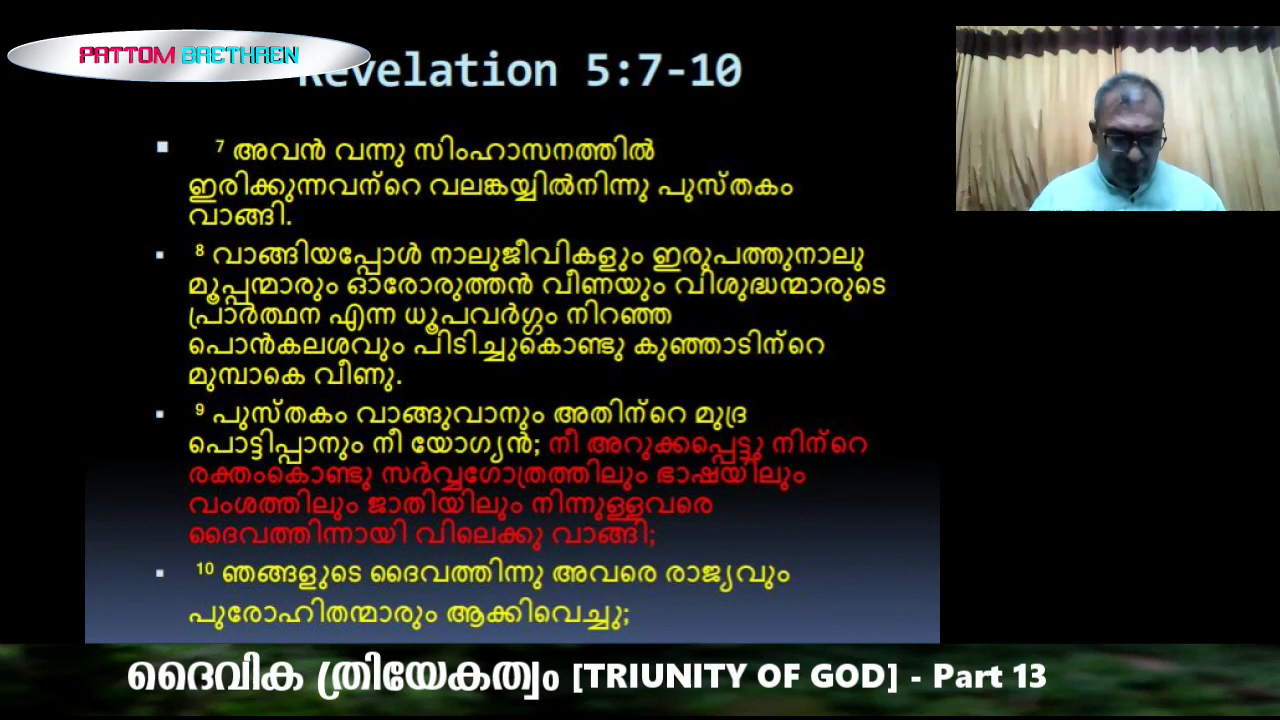 PATTOM BRETHREN
Revelation 5:7-10
7 അവൻ വന്നു സിംഹാസനത്തിൽ
ഇരിക്കുന്നവന്റെ വലങ്കയ്യിൽനിന്നു പുസ്തകം
വാങ്ങി.
8 വാങ്ങിയപ്പോൾ നാലുജീവികളും ഇരുപത്തുനാലു
മൂപ്പന്മാരും ഓരോരുത്തൻ വീണയും വിശുദ്ധന്മാരുടെ
പ്രാർത്ഥന എന്ന ധൂപവർഗ്ഗം നിറഞ്ഞ
പൊൻകലശവും പിടിച്ചുകൊണ്ടു കുഞ്ഞാടിന്റെ
മുമ്പാകെ വീണു.
9 പുസ്തകം വാങ്ങുവാനും അതിന്റെ മുദ്ര
പൊട്ടിപ്പാനും നീ യോഗ്യൻ; നീ അറുക്കപ്പെട്ടു നിന്റെ
രക്തംകൊണ്ടു സർവ്വഗോത്രത്തിലും ഭാഷയിലും
വംശത്തിലും ജാതിയിലും നിന്നുള്ളവരെ
ദൈവത്തിന്നായി വിലെക്കു വാങ്ങി;
10 ഞങ്ങളുടെ ദൈവത്തിന്നു അവരെ രാജ്യവും
പുരോഹിതന്മാരും ആക്കിവെച്ചു;
ദൈവിക ത്രിയേകത്വം [TRIUNITY OF GOD] - Part 13